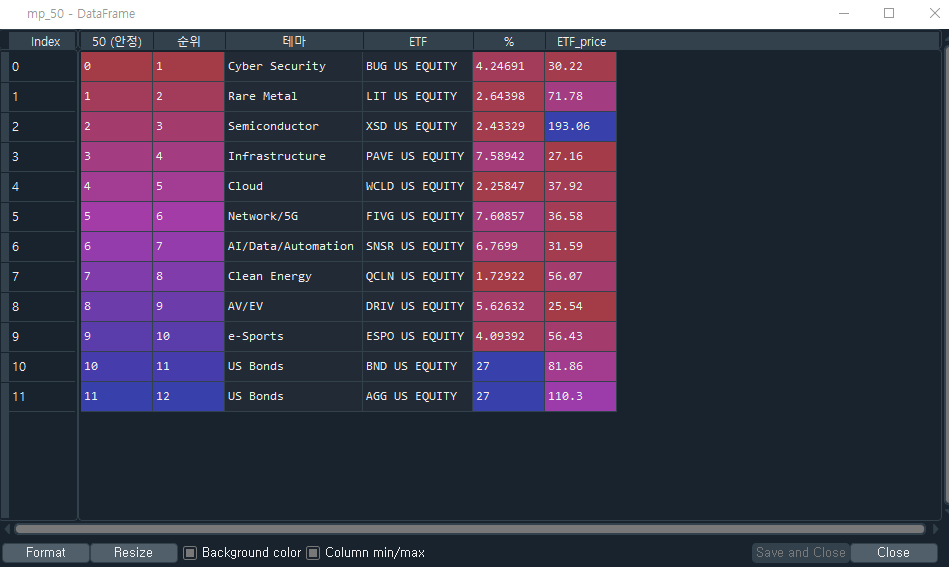 mp_50 - DataFrame
Index 50 (안정) 순위 테마 ETF % ETF_price
0 0 1 Cyber Security BUG US EQUITY 4.24691 30.22
1 1 2 Rare Metal LIT US EQUITY 2.64398 71.78
2 2 3 Semiconductor XSD US EQUITY 2.43329 193.06
3 3 4 Infrastructure PAVE US EQUITY 7.58942 27.16
4 4 5 Cloud WCLD US EQUITY 2.25847 37.92
5 5 6 Network/5G FIVG US EQUITY 7.60857 36.58
6 6 7 AI/Data/Automation SNSR US EQUITY 6.7699 31.59
7 7 8 Clean Energy QCLN US EQUITY 1.72922 56.07
8 8 9 AV/EV DRIV US EQUITY 5.62632 25.54
9 9 10 e-Sports ESPO US EQUITY 4.09392 56.43
10 10 11 US Bonds BND US EQUITY 27 81.86
11 11 12 US Bonds AGG US EQUITY 27 110.3
Format Resize Background color Column min/max Save and Close Close